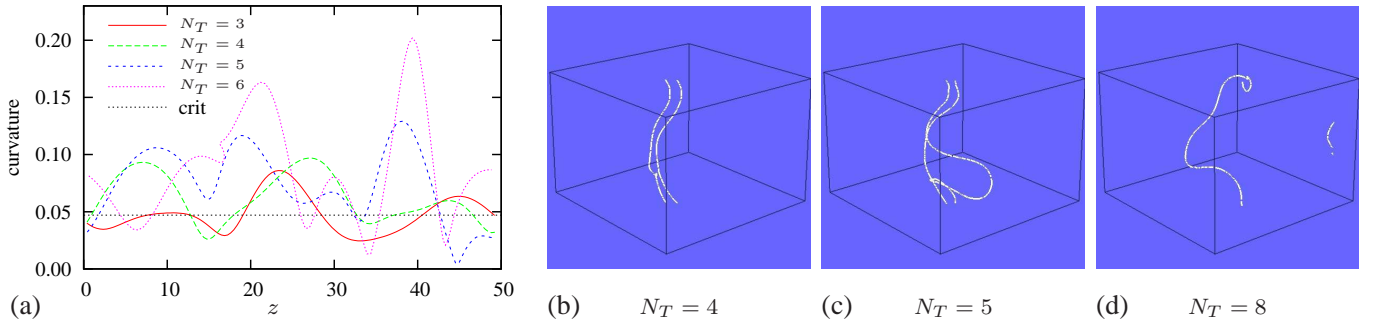 0.20
0.15
0.10
0.05
0.00
curvature
N_T = 3
N_T = 4
N_T = 5
N_T = 6
crit
0 10 20 30 40 50
z
(a)
(b) N_T = 4
(c) N_T = 5
(d) N_T = 8